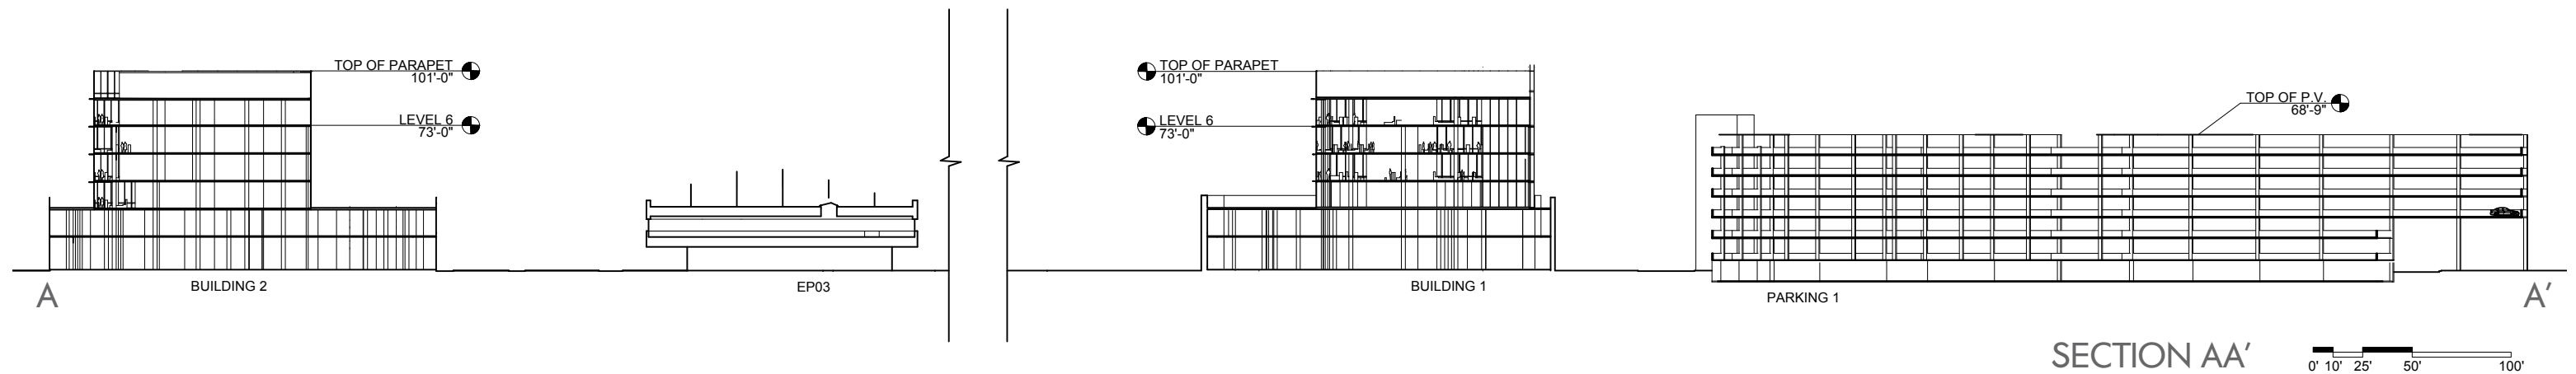 TOP OF PARAPET
101'-0"
LEVEL 6
73'-0"
TOP OF PARAPET
101'-0"
LEVEL 6
73'-0"
TOP OF P.V.
68'-9"
BUILDING 2
EP03
BUILDING 1
PARKING 1
A
A'
SECTION AA'
0' 10' 25' 50' 100'